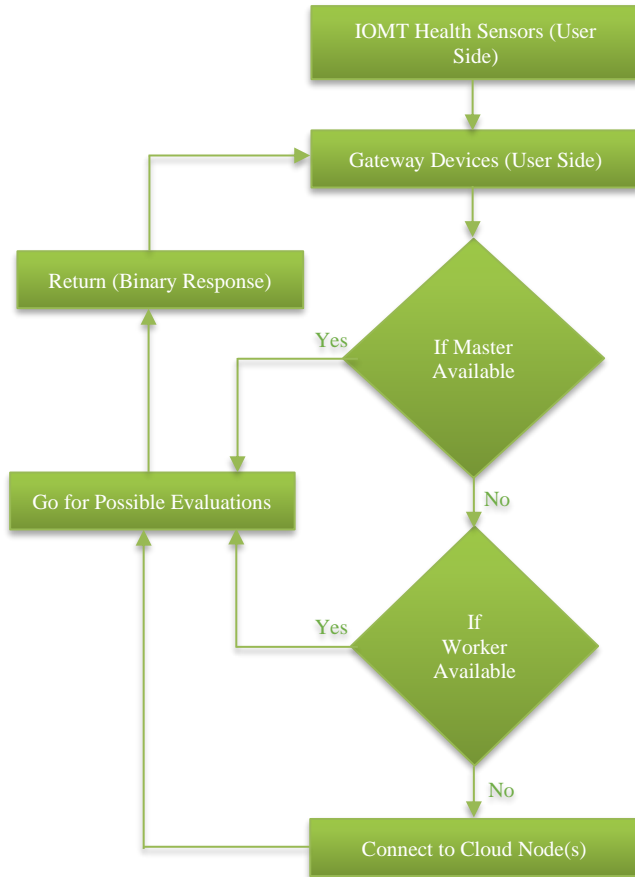 IOMT Health Sensors (User
Side)
Gateway Devices (User Side)
Return (Binary Response)
Yes
If Master
Available
Go for Possible Evaluations
No
Yes
If
Worker
Available
No
Connect to Cloud Node(s)